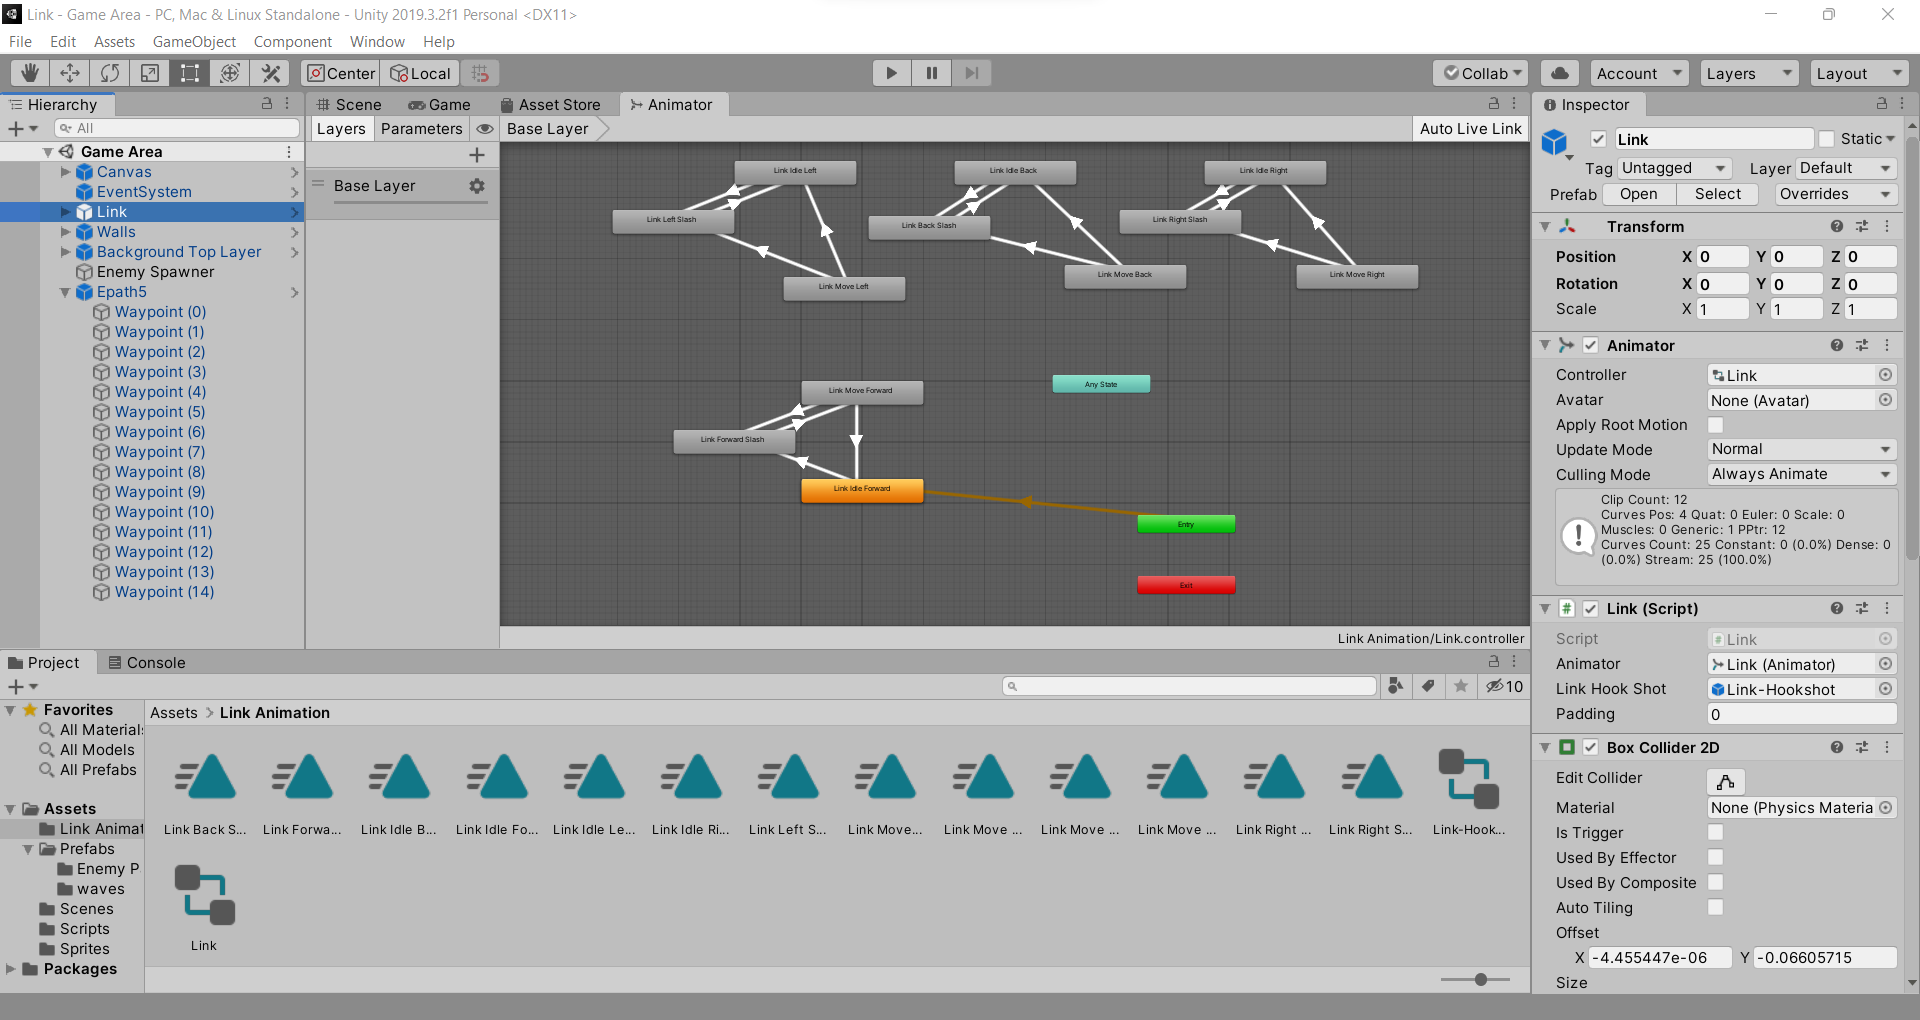 Link - Game Area - PC, Mac & Linux Standalone - Unity 2019.3.2f1 Personal <DX11>
File Edit Assets GameObject Component Window Help
Center Local Collab Account Layers Layout
Hierarchy
All
Game Area
Canvas
EventSystem
Link
Walls
Background Top Layer
Enemy Spawner
Epath5
Waypoint (0)
Waypoint (1)
Waypoint (2)
Waypoint (3)
Waypoint (4)
Waypoint (5)
Waypoint (6)
Waypoint (7)
Waypoint (8)
Waypoint (9)
Waypoint (10)
Waypoint (11)
Waypoint (12)
Waypoint (13)
Waypoint (14)
Scene Game Asset Store Animator
Layers Parameters Base Layer Auto Live Link
Base Layer
Link Idle Left
Link Idle Back
Link Idle Right
Link Left Slash
Link Back Slash
Link Right Slash
Link Move Left
Link Move Back
Link Move Right
Link Move Forward
Any State
Link Forward Slash
Link Idle Forward
Entry
Exit
Link Animation/Link.controller
Inspector
Link Static
Tag Untagged Layer Default
Prefab Open Select Overrides
Transform
Position X 0 Y 0 Z 0
Rotation X 0 Y 0 Z 0
Scale X 1 Y 1 Z 1
Animator
Controller Link
Avatar None (Avatar)
Apply Root Motion
Update Mode Normal
Culling Mode Always Animate
Clip Count: 12
Curves Pos: 4 Quat: 0 Euler: 0 Scale: 0
Muscles: 0 Generic: 1 PPtr: 12
Curves Count: 25 Constant: 0 (0.0%) Dense: 0
(0.0%) Stream: 25 (100.0%)
Link (Script)
Script Link
Animator Link (Animator)
Link Hook Shot Link-Hookshot
Padding 0
Box Collider 2D
Edit Collider
Material None (Physics Materia
Is Trigger
Used By Effector
Used By Composite
Auto Tiling
Offset
X -4.455447e-06 Y -0.06605715
Size
Project Console
10
Favorites
All Material
All Models
All Prefabs
Assets
Link Animat
Prefabs
Enemy P
waves
Scenes
Scripts
Sprites
Packages
Assets > Link Animation
Link Back S... Link Forwa... Link Idle B... Link Idle Fo... Link Idle Le... Link Idle Ri... Link Left S... Link Move... Link Move ... Link Move ... Link Move ... Link Right ... Link Right S... Link-Hook...
Link